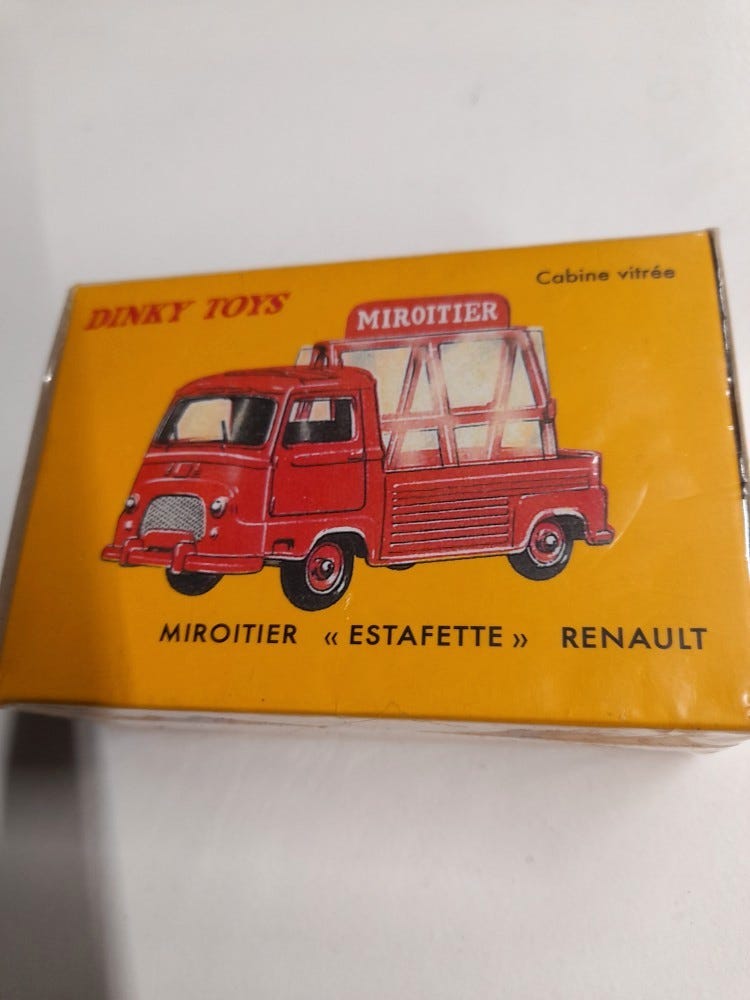 Cabine vitrée
DINKY TOYS
MIROITIER
MIROITIER « ESTAFETTE » RENAULT